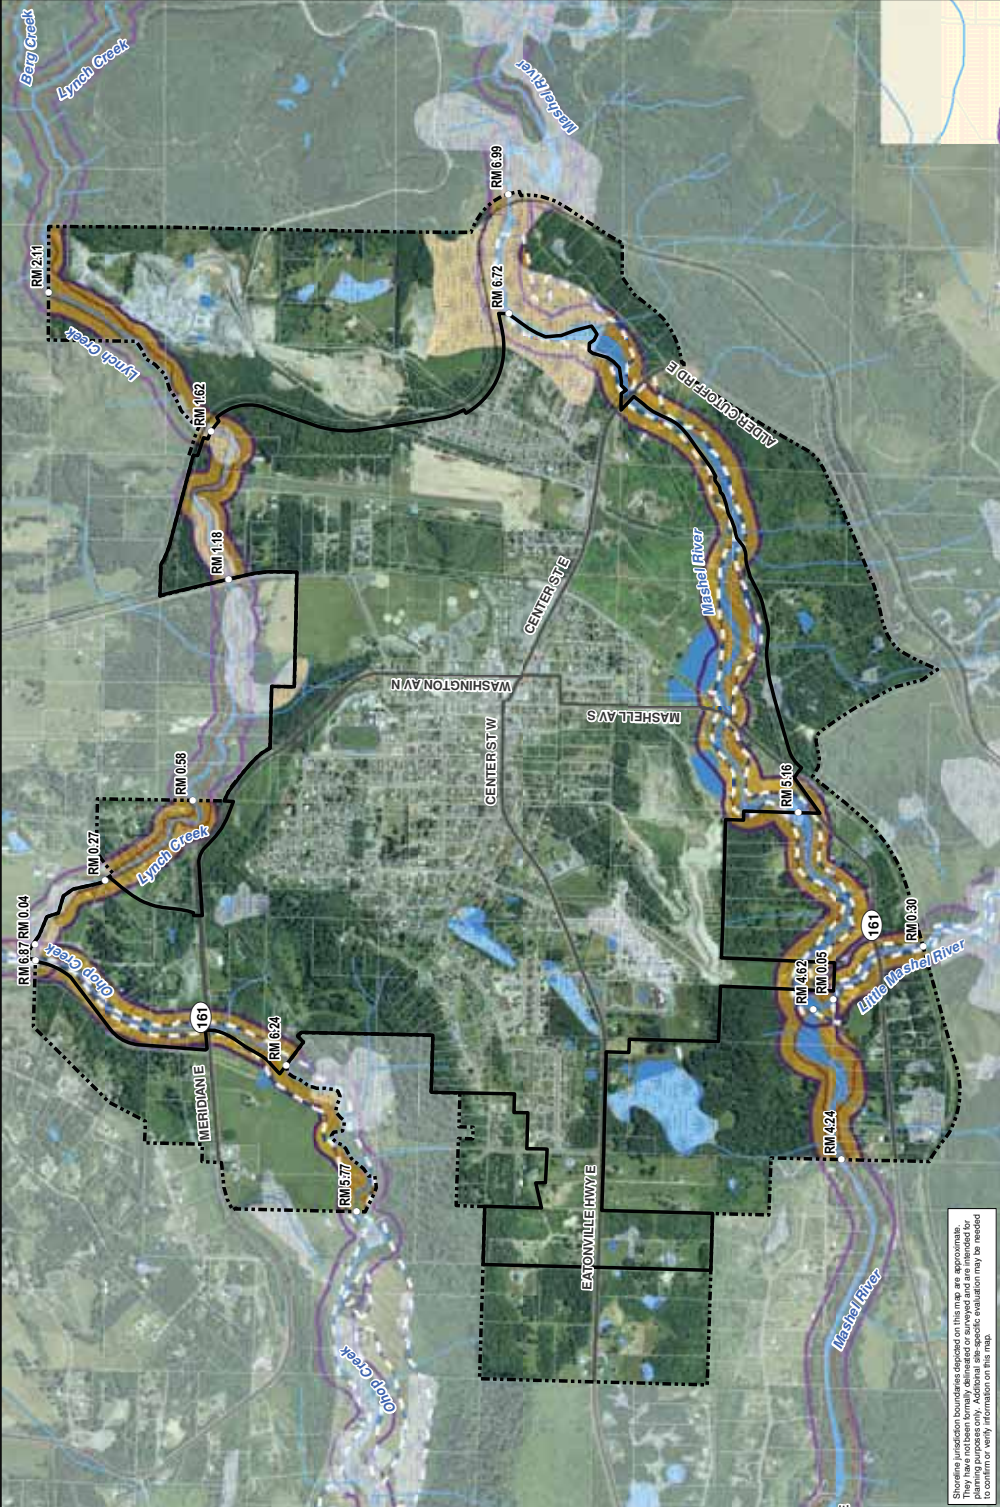 Berg Creek
Lynch Creek
Mashel River
RM 6.99
RM 2.11
RM 6.72
Lynch Creek
RM 1.62
ALDER CUTOFF RD E
RM 1.18
Mashel River
CENTER ST E
WASHINGTON AV N
MASHELL AV S
CENTER ST W
RM 0.58
RM 5.16
RM 0.27
Lynch Creek
RM 6.87 RM 0.04
Ohop Creek
161
RM 0.30
161
Little Mashel River
RM 4.62
RM 0.05
RM 6.24
MERIDIAN E
RM 4.24
RM 5.77
EATONVILLE HWY E
Mashel River
Ohop Creek
Shoreline jurisdiction boundaries depicted on this map are approximate.
They have not been formally delineated or surveyed and are intended for
planning purposes only. Additoinal site-specific evaluation may be needed
to confirm or verify information on this map.